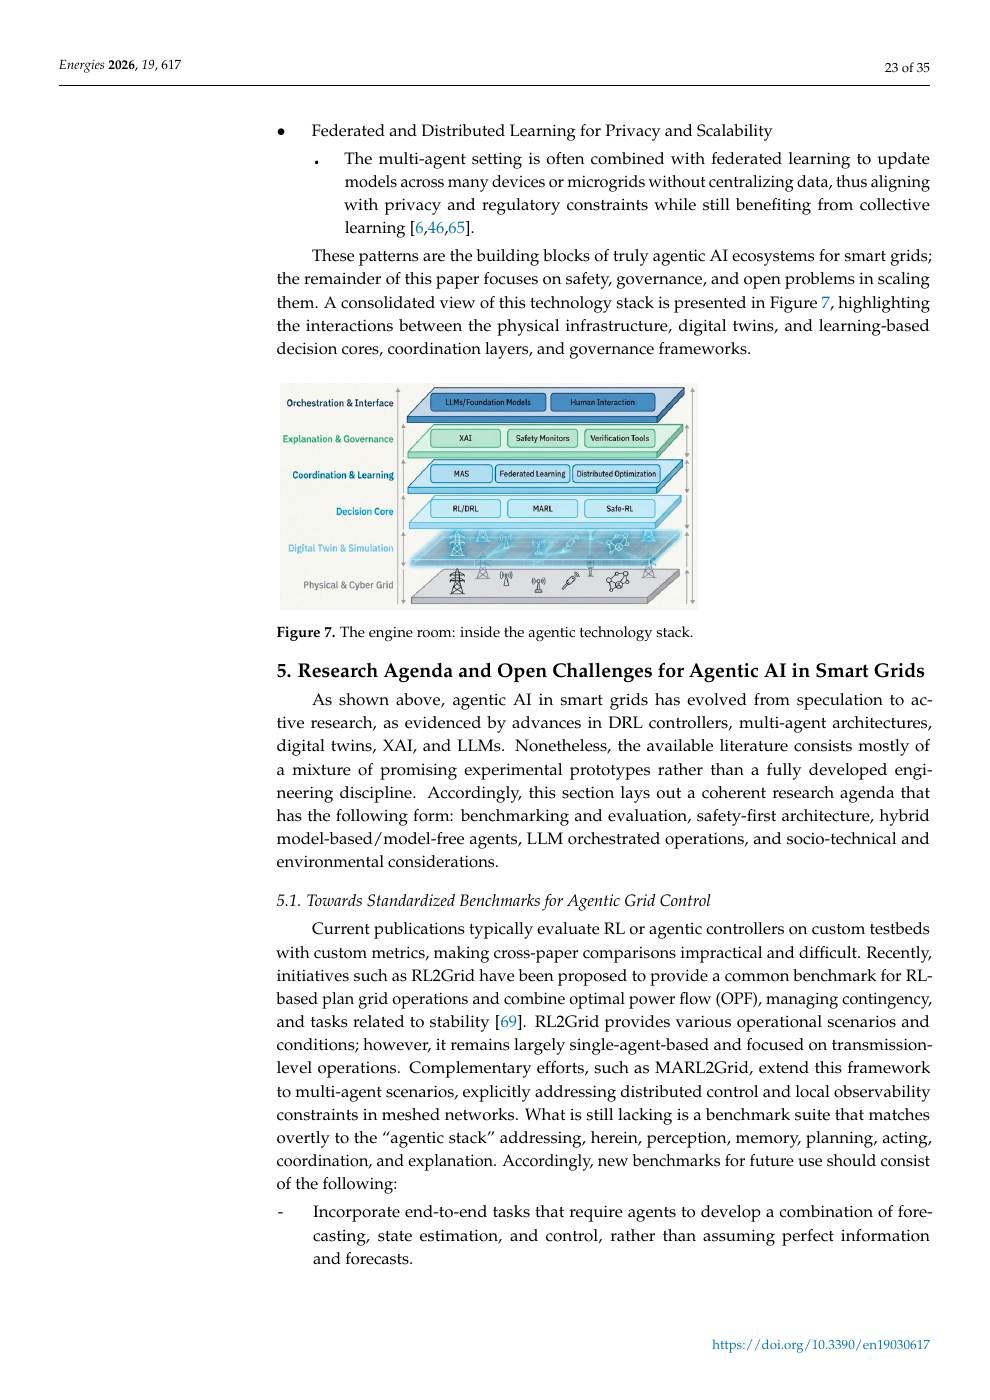 Energies 2026, 19, 617
23 of 35
● Federated and Distributed Learning for Privacy and Scalability
▪ The multi-agent setting is often combined with federated learning to update
models across many devices or microgrids without centralizing data, thus aligning
with privacy and regulatory constraints while still benefiting from collective
learning [6,46,65].
These patterns are the building blocks of truly agentic AI ecosystems for smart grids;
the remainder of this paper focuses on safety, governance, and open problems in scaling
them. A consolidated view of this technology stack is presented in Figure 7, highlighting
the interactions between the physical infrastructure, digital twins, and learning-based
decision cores, coordination layers, and governance frameworks.
Orchestration & Interface
LLMs/Foundation Models
Human Interaction
Explanation & Governance
XAI
Safety Monitors
Verification Tools
Coordination & Learning
MAS
Federated Learning
Distributed Optimization
Decision Core
RL/DRL
MARL
Safe-RL
Digital Twin & Simulation
Physical & Cyber Grid
Figure 7. The engine room: inside the agentic technology stack.
5. Research Agenda and Open Challenges for Agentic AI in Smart Grids
As shown above, agentic AI in smart grids has evolved from speculation to ac-
tive research, as evidenced by advances in DRL controllers, multi-agent architectures,
digital twins, XAI, and LLMs. Nonetheless, the available literature consists mostly of
a mixture of promising experimental prototypes rather than a fully developed engi-
neering discipline. Accordingly, this section lays out a coherent research agenda that
has the following form: benchmarking and evaluation, safety-first architecture, hybrid
model-based/model-free agents, LLM orchestrated operations, and socio-technical and
environmental considerations.
5.1. Towards Standardized Benchmarks for Agentic Grid Control
Current publications typically evaluate RL or agentic controllers on custom testbeds
with custom metrics, making cross-paper comparisons impractical and difficult. Recently,
initiatives such as RL2Grid have been proposed to provide a common benchmark for RL-
based plan grid operations and combine optimal power flow (OPF), managing contingency,
and tasks related to stability [69]. RL2Grid provides various operational scenarios and
conditions; however, it remains largely single-agent-based and focused on transmission-
level operations. Complementary efforts, such as MARL2Grid, extend this framework
to multi-agent scenarios, explicitly addressing distributed control and local observability
constraints in meshed networks. What is still lacking is a benchmark suite that matches
overtly to the “agentic stack” addressing, herein, perception, memory, planning, acting,
coordination, and explanation. Accordingly, new benchmarks for future use should consist
of the following:
- Incorporate end-to-end tasks that require agents to develop a combination of fore-
casting, state estimation, and control, rather than assuming perfect information
and forecasts.
https://doi.org/10.3390/en19030617